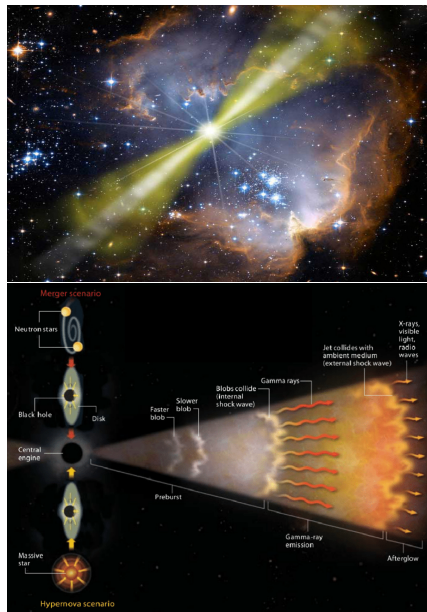 Merger scenario
Neutron stars
Black hole
Disk
Central
engine
Massive
star
Hypernova scenario
Faster
blob
Slower
blob
Preburst
Blobs collide
(internal
shock wave)
Gamma rays
Gamma-ray
emission
Jet collides with
ambient medium
(external shock wave)
X-rays,
visible
light,
radio
waves
Afterglow